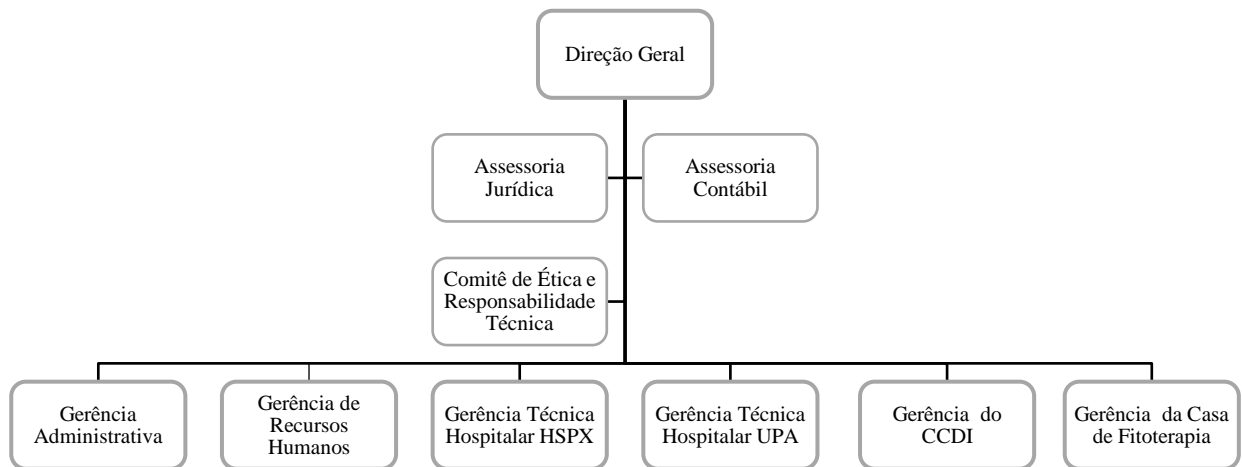 Direção Geral
Assessoria
Jurídica
Assessoria
Contábil
Comitê de Ética e
Responsabilidade
Técnica
Gerência
Administrativa
Gerência de
Recursos
Humanos
Gerência Técnica
Hospitalar HSPX
Gerência Técnica
Hospitalar UPA
Gerência do
CCDI
Gerência da Casa
de Fitoterapia